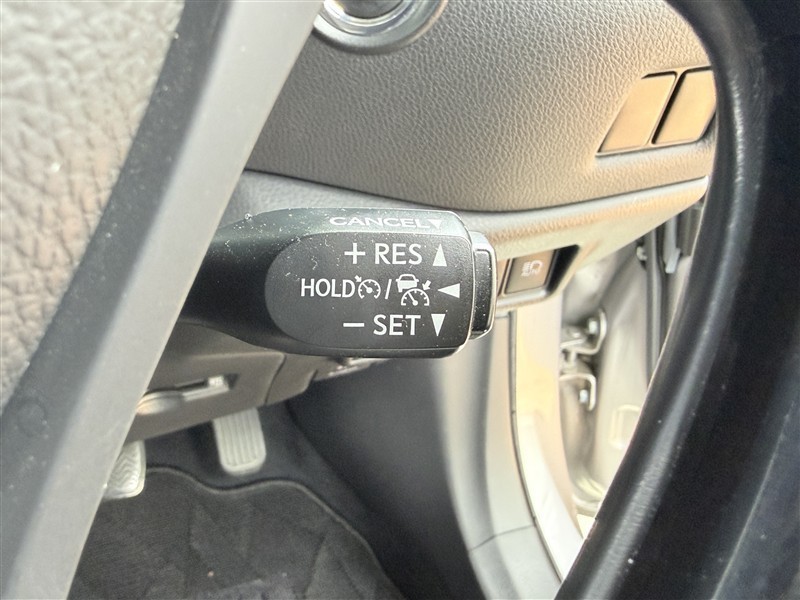 CANCEL▼
+ RES ▲
HOLD / ◀
− SET ▼